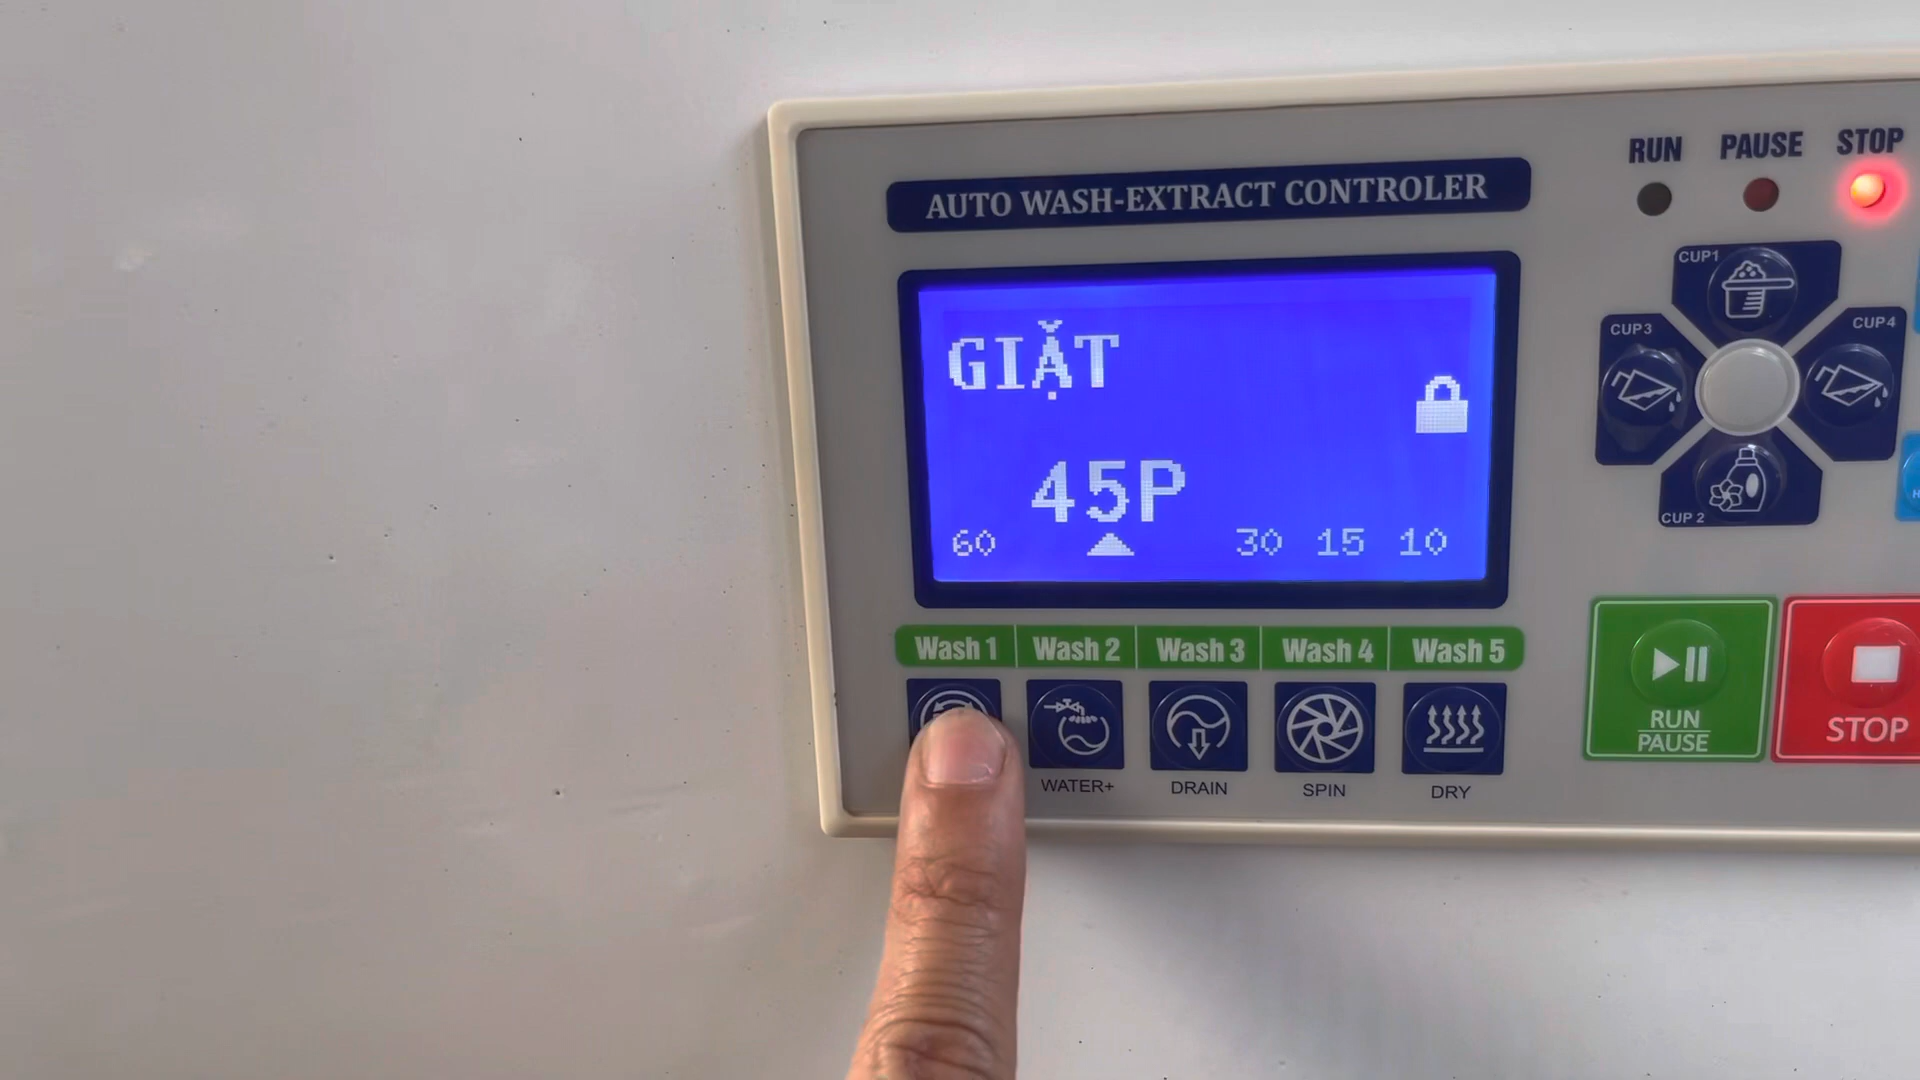 RUN PAUSE STOP
AUTO WASH-EXTRACT CONTROLER
CUP1
CUP3
CUP4
CUP 2
GIẶT
45P
60 30 15 10
Wash 1 Wash 2 Wash 3 Wash 4 Wash 5
WATER+ DRAIN SPIN DRY
RUN
PAUSE
STOP